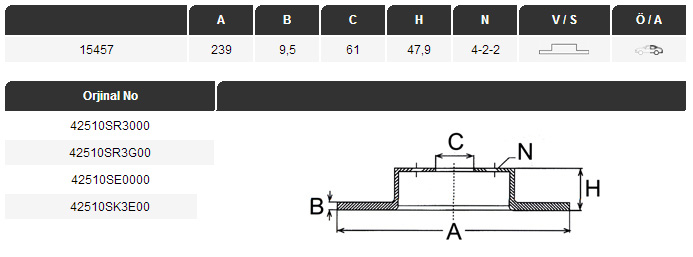 A B C H N V / S Ö / A
15457 239 9,5 61 47,9 4-2-2
Orjinal No
42510SR3000
42510SR3G00
42510SE0000
42510SK3E00
C N
B H
A